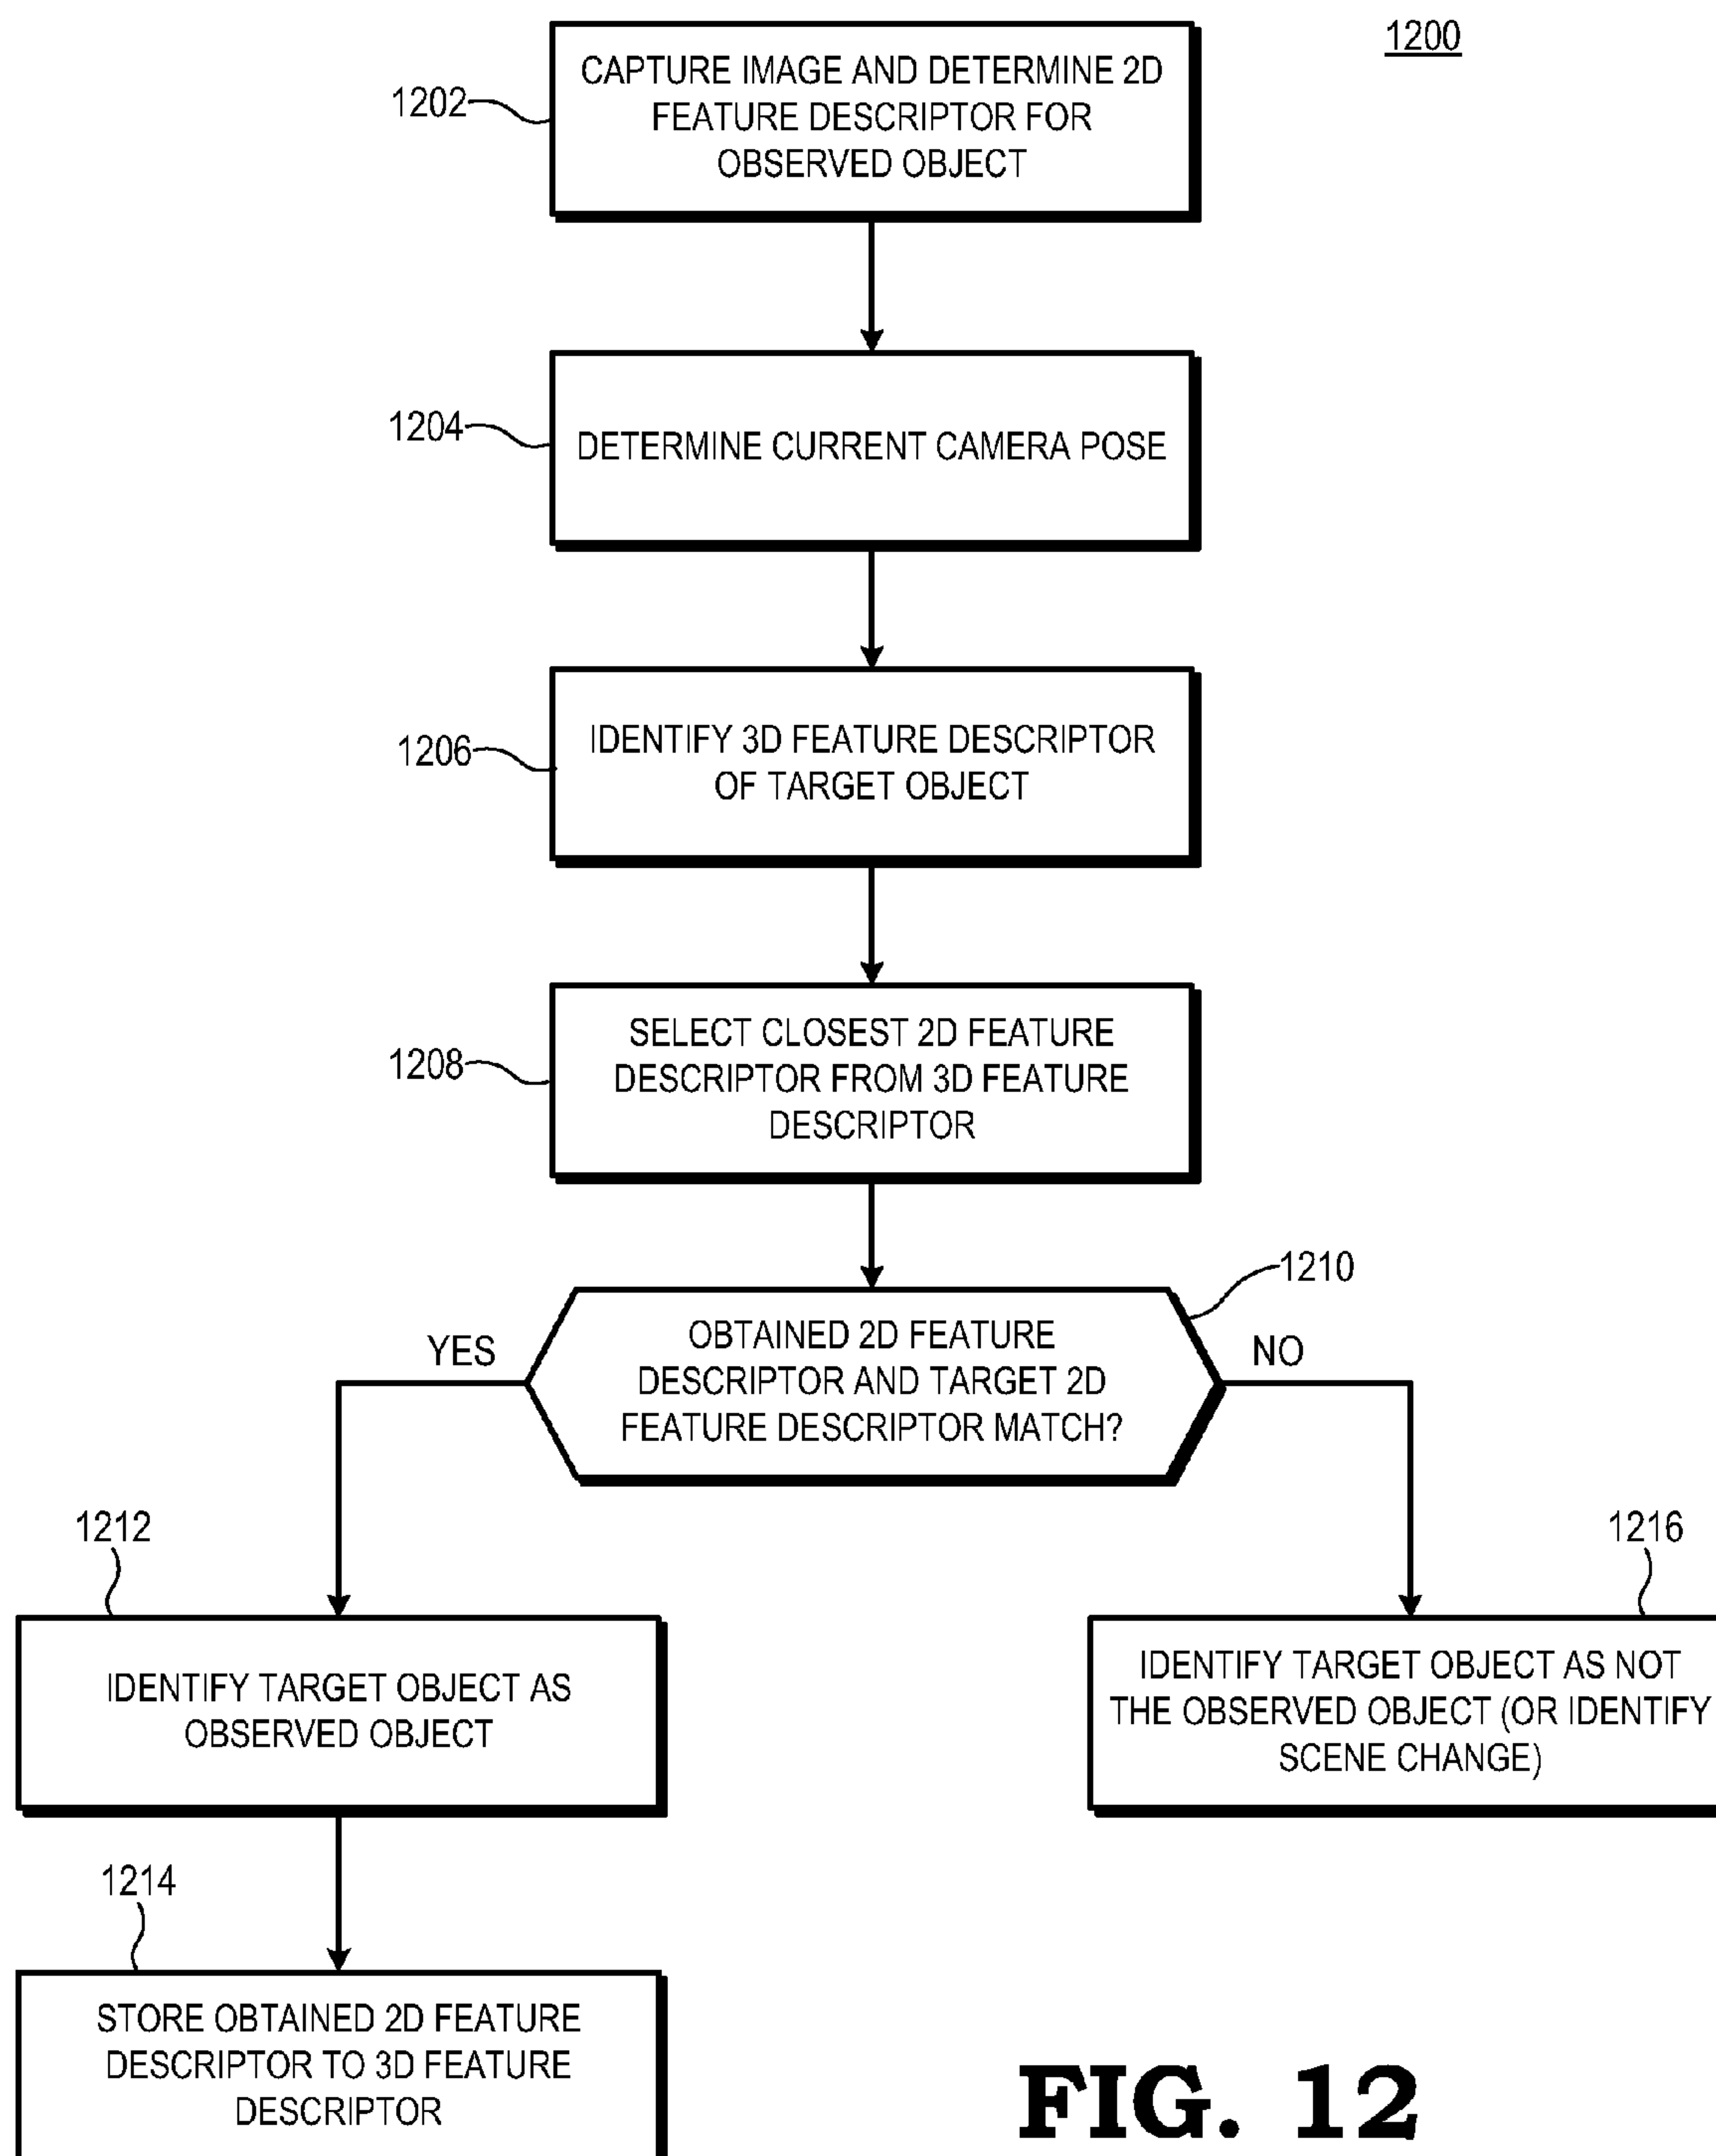 1200
1202
CAPTURE IMAGE AND DETERMINE 2D
FEATURE DESCRIPTOR FOR
OBSERVED OBJECT
1204
DETERMINE CURRENT CAMERA POSE
1206
IDENTIFY 3D FEATURE DESCRIPTOR
OF TARGET OBJECT
1208
SELECT CLOSEST 2D FEATURE
DESCRIPTOR FROM 3D FEATURE
DESCRIPTOR
1210
OBTAINED 2D FEATURE
DESCRIPTOR AND TARGET 2D
FEATURE DESCRIPTOR MATCH?
YES
NO
1212
IDENTIFY TARGET OBJECT AS
OBSERVED OBJECT
1216
IDENTIFY TARGET OBJECT AS NOT
THE OBSERVED OBJECT (OR IDENTIFY
SCENE CHANGE)
1214
STORE OBTAINED 2D FEATURE
DESCRIPTOR TO 3D FEATURE
DESCRIPTOR
FIG. 12